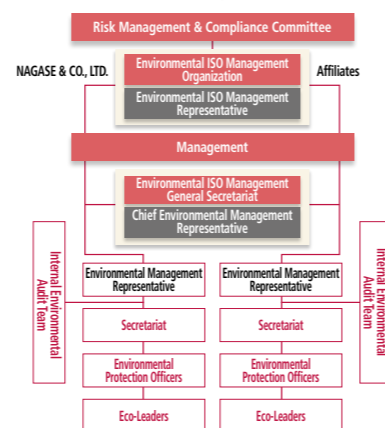 Risk Management & Compliance Committee
NAGASE & CO., LTD.
Environmental ISO Management
Organization
Affiliates
Environmental ISO Management
Representative
Management
Environmental ISO Management
General Secretariat
Chief Environmental Management
Representative
Internal Environmental
Audit Team
Environmental Management
Representative
Environmental Management
Representative
Internal Environmental
Audit Team
Secretariat
Secretariat
Environmental
Protection Officers
Environmental
Protection Officers
Eco-Leaders
Eco-Leaders